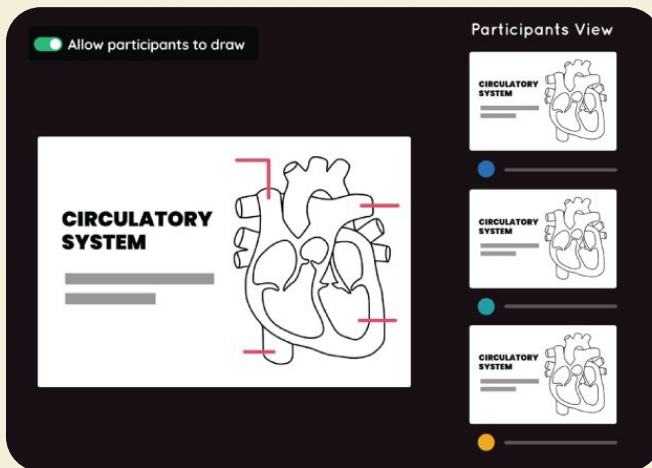 Allow participants to draw
Participants View
CIRCULATORY
SYSTEM
CIRCULATORY
SYSTEM
CIRCULATORY
SYSTEM
CIRCULATORY
SYSTEM